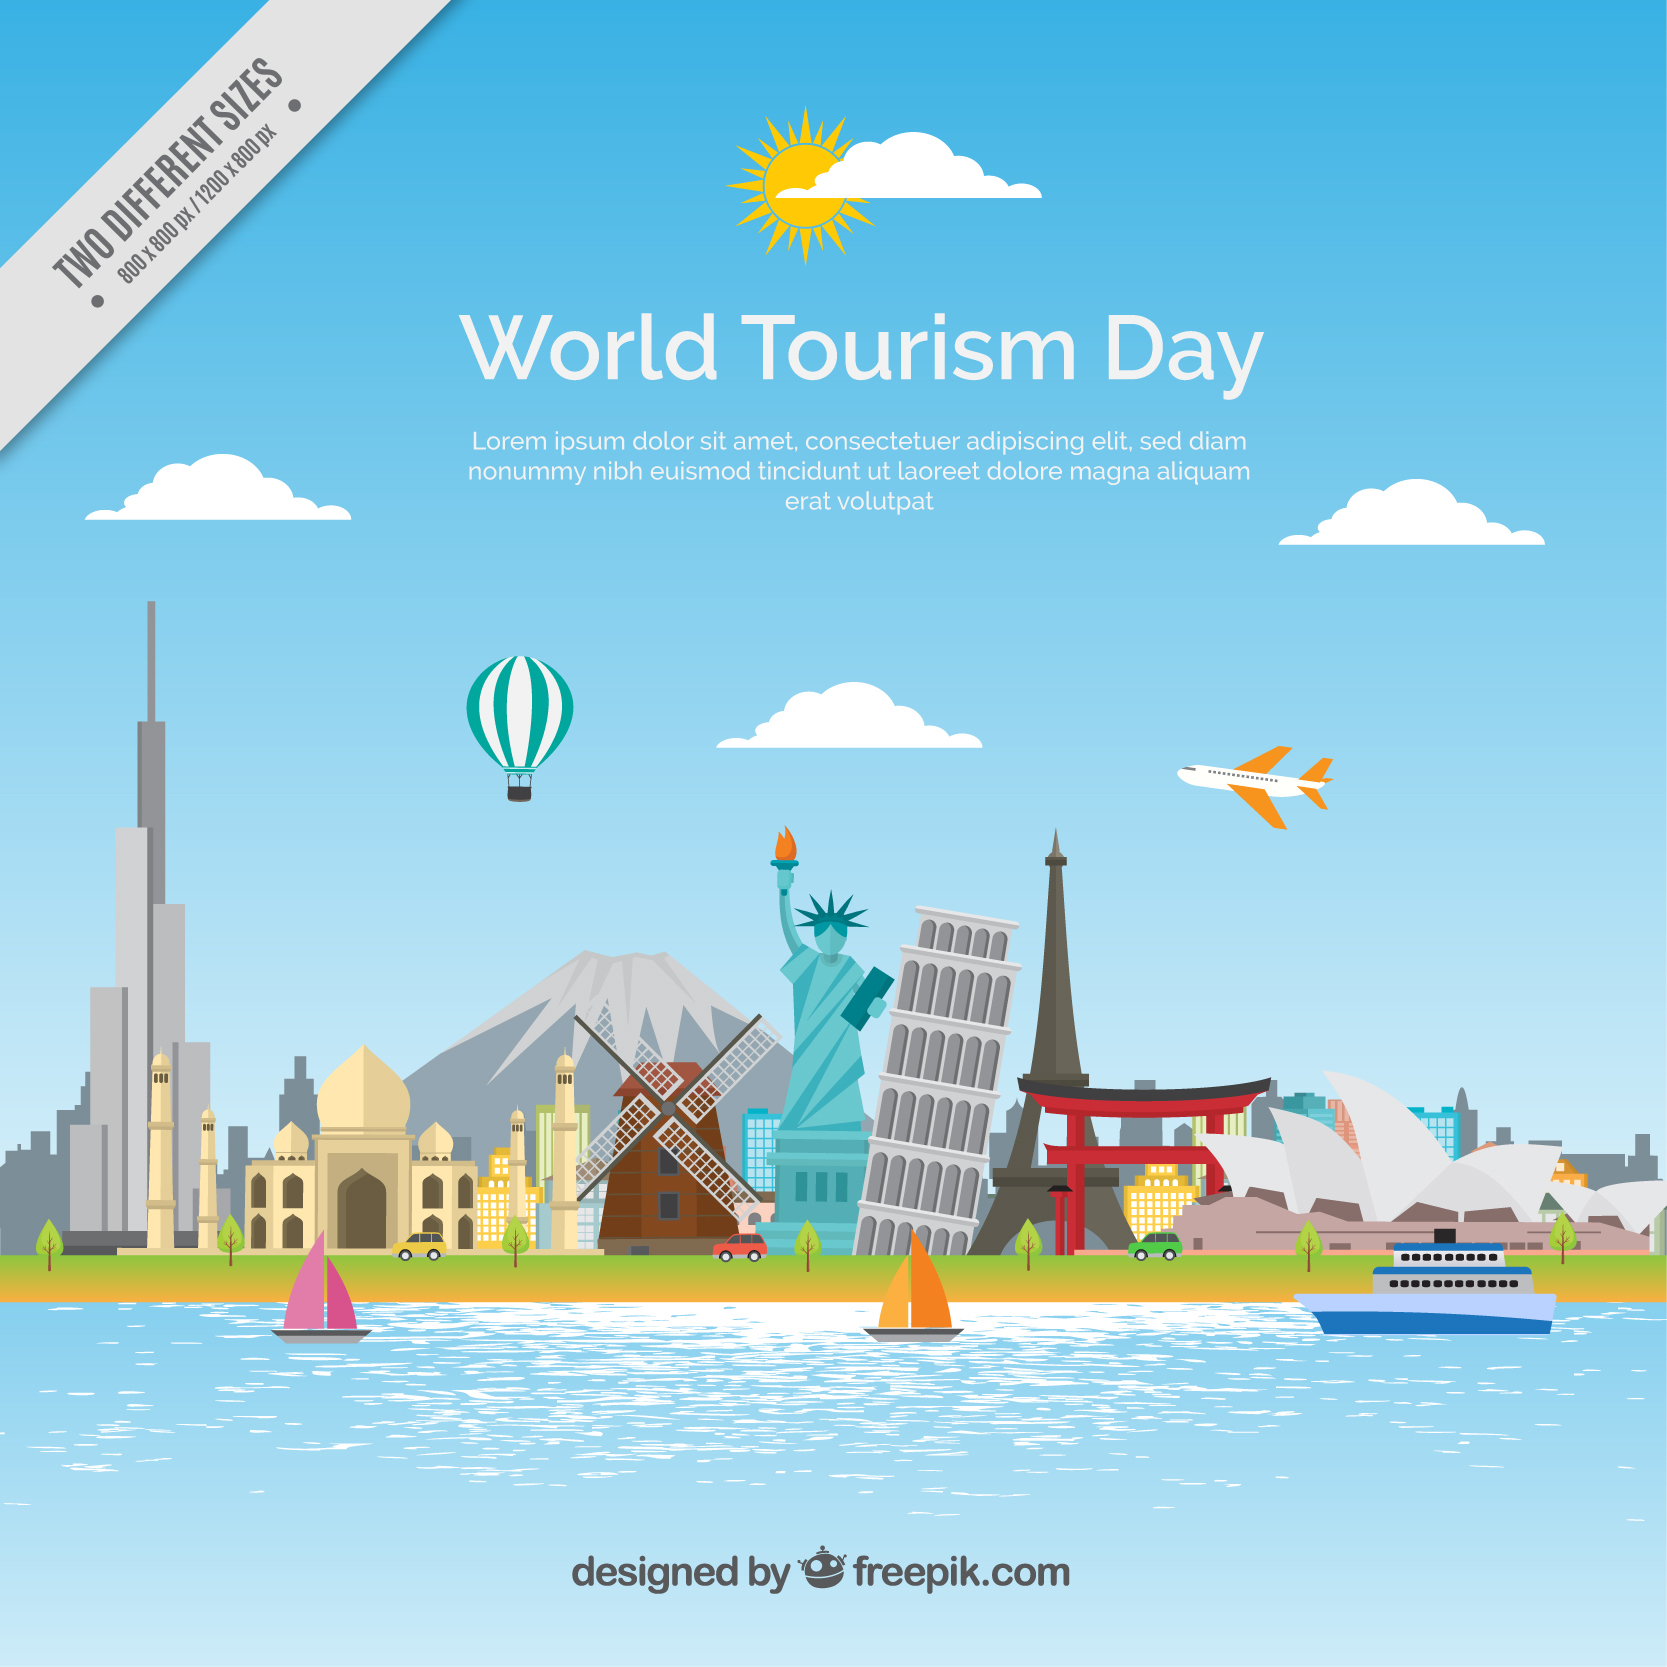 TWO DIFFERENT SIZES
800 x 800 px / 1200 x 800 px
World Tourism Day
Lorem ipsum dolor sit amet, consectetuer adipiscing elit, sed diam
nonummy nibh euismod tincidunt ut laoreet dolore magna aliquam
erat volutpat
designed by freepik.com